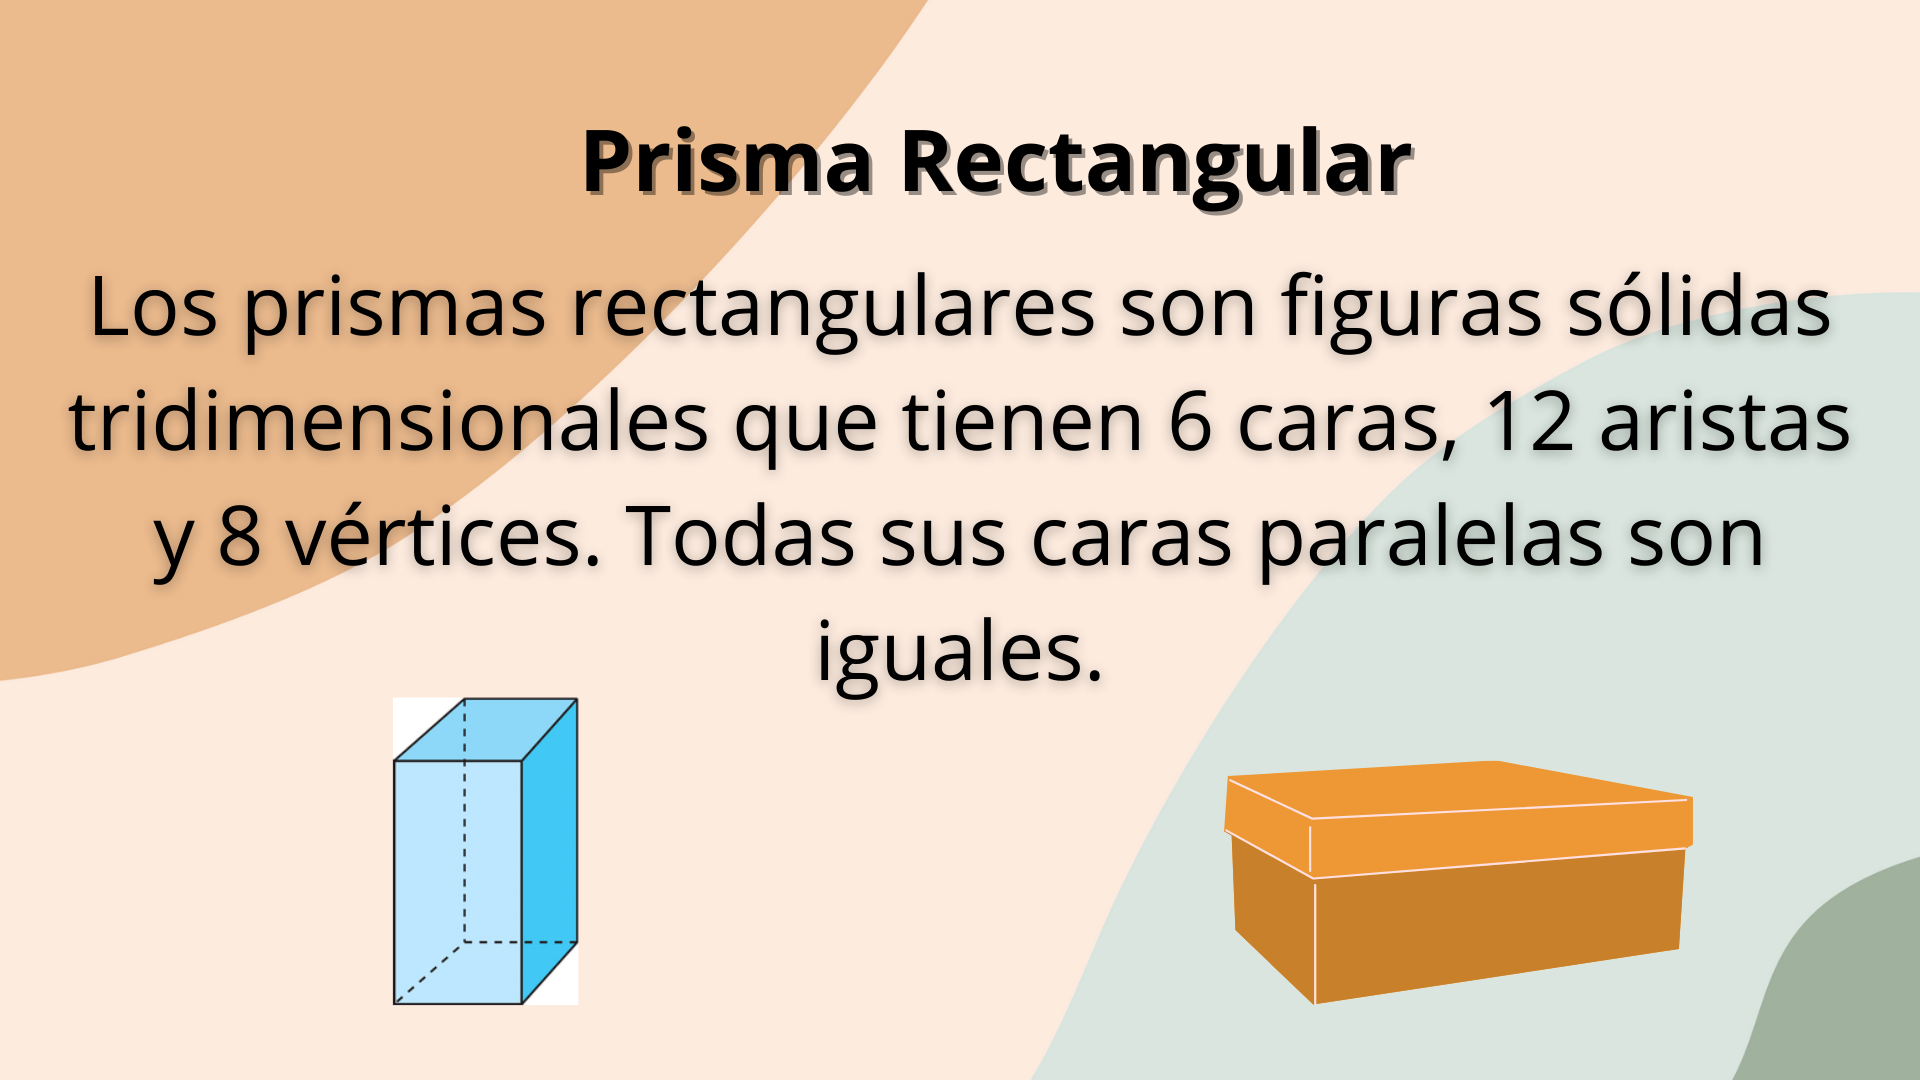 Prisma Rectangular
Los prismas rectangulares son figuras sólidas
tridimensionales que tienen 6 caras, 12 aristas
y 8 vértices. Todas sus caras paralelas son
iguales.